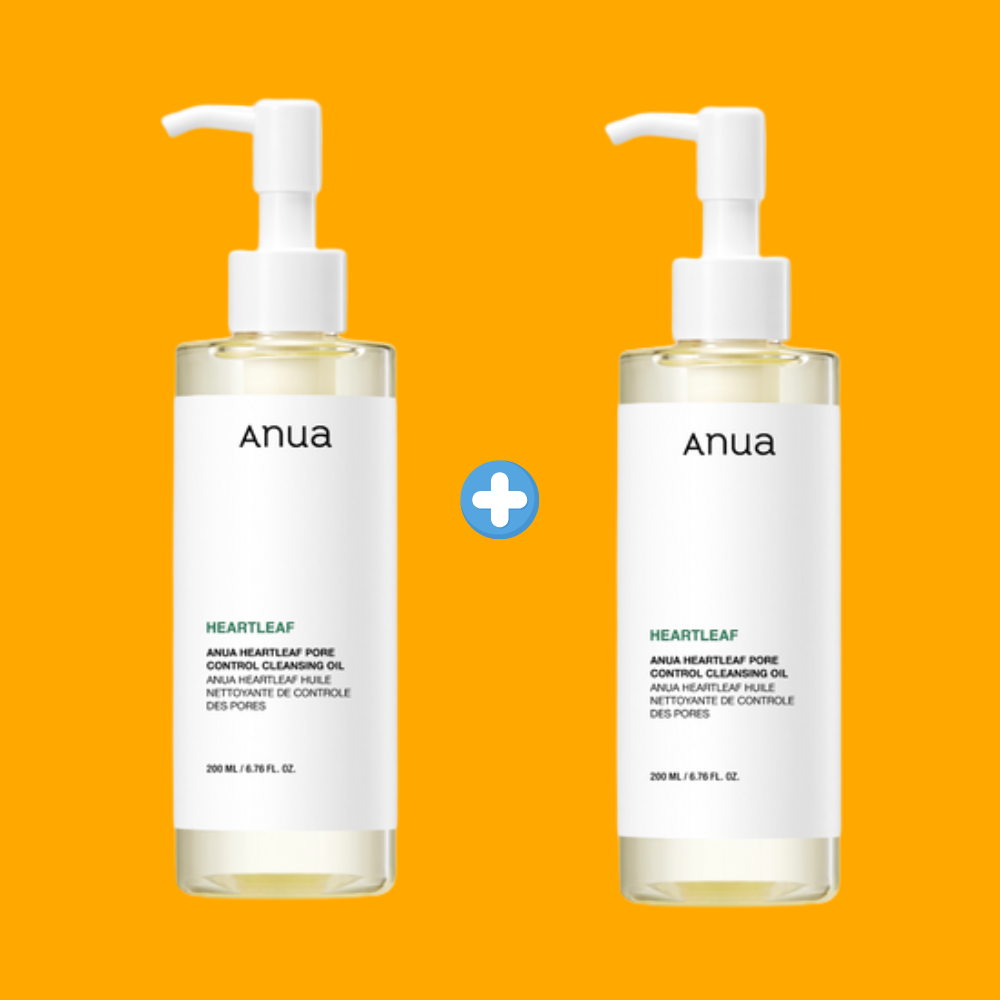 Anua
HEARTLEAF
ANUA HEARTLEAF PORE
CONTROL CLEANSING OIL
ANUA HEARTLEAF HUILE
NETTOYANTE DE CONTROLE
DES PORES
200 ML / 6.76 FL. OZ.
Anua
HEARTLEAF
ANUA HEARTLEAF PORE
CONTROL CLEANSING OIL
ANUA HEARTLEAF HUILE
NETTOYANTE DE CONTROLE
DES PORES
200 ML / 6.76 FL. OZ.